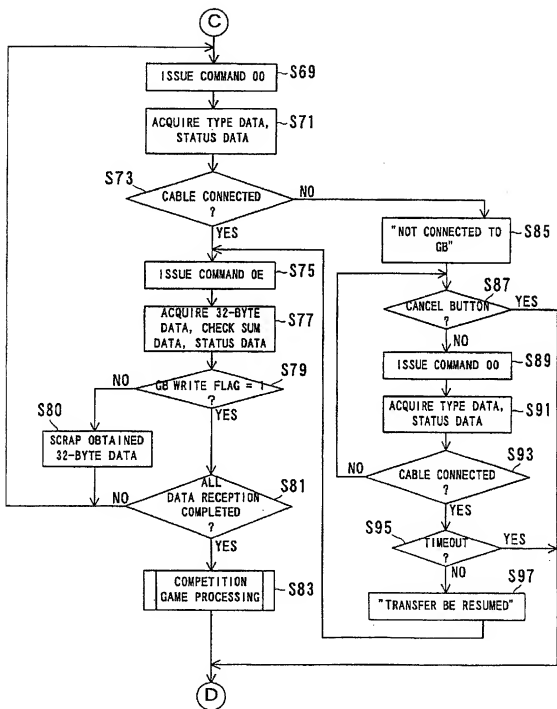 C
ISSUE COMMAND 00
S69
ACQUIRE TYPE DATA,
STATUS DATA
S71
S73
CABLE CONNECTED
?
NO
YES
ISSUE COMMAND 0E
S75
ACQUIRE 32-BYTE
DATA, CHECK SUM
DATA, STATUS DATA
S77
GB WRITE FLAG = 1
?
S79
NO
YES
S80
SCRAP OBTAINED
32-BYTE DATA
ALL
DATA RECEPTION
COMPLETED
?
S81
NO
YES
COMPETITION
GAME PROCESSING
S83
"NOT CONNECTED TO
GB"
S85
S87
CANCEL BUTTON
?
YES
NO
ISSUE COMMAND 00
S89
ACQUIRE TYPE DATA,
STATUS DATA
S91
S93
CABLE CONNECTED
?
NO
YES
S95
TIMEOUT
?
YES
NO
S97
"TRANSFER BE RESUMED"
D